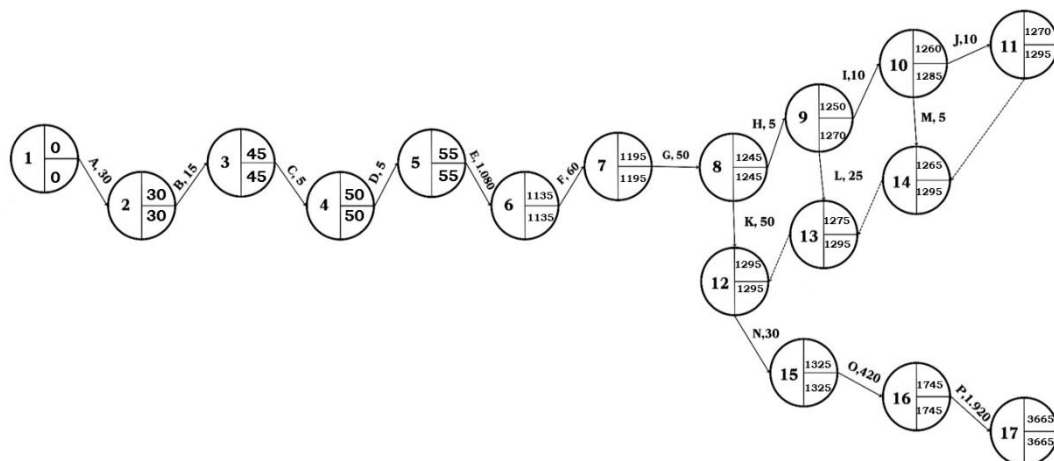 1 0 0
A, 30
2 30 30
B, 15
3 45 45
C, 5
4 50 50
D, 5
5 55 55
E, 1.080
6 1135 1135
F, 60
7 1195 1195
G, 50
8 1245 1245
H, 5
9 1250 1270
I,10
10 1260 1285
J,10
11 1270 1295
M, 5
14 1265 1295
L, 25
13 1275 1295
K, 50
12 1295 1295
N,30
15 1325 1325
O,420
16 1745 1745
P,1.920
17 3665 3665